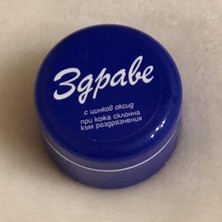 Здраве
с цинков оксид
при кожа склонна
към раздразнения